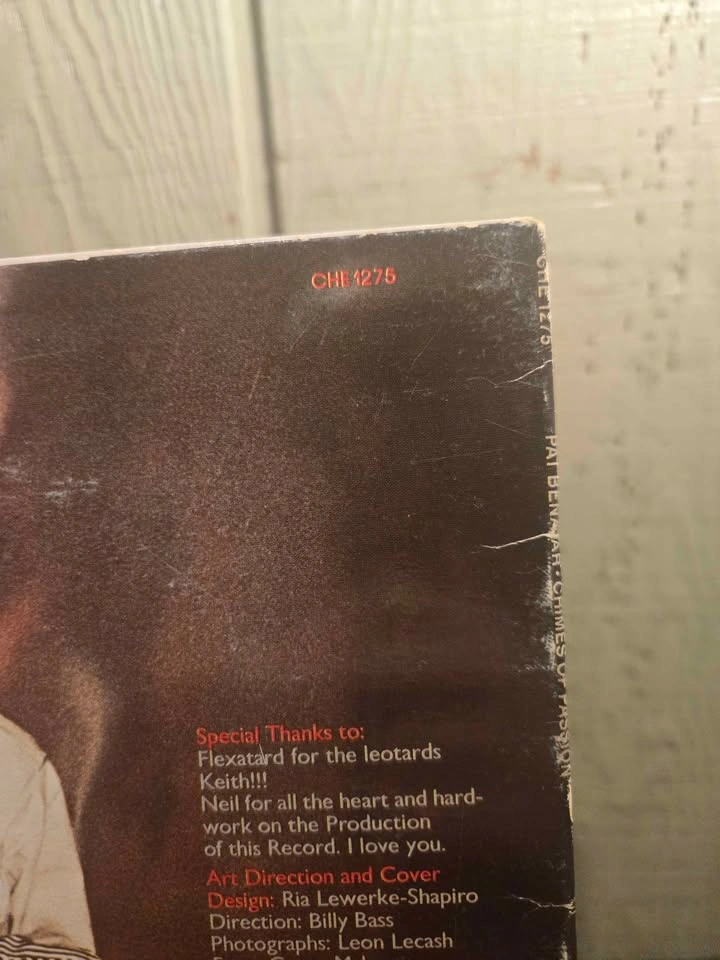 CHE 1275
CHE 1275
PAT BENATAR · CRIMES OF PASSION
Special Thanks to:
Flexatard for the leotards
Keith!!!
Neil for all the heart and hard-
work on the Production
of this Record. I love you.
Art Direction and Cover
Design: Ria Lewerke-Shapiro
Direction: Billy Bass
Photographs: Leon Lecash